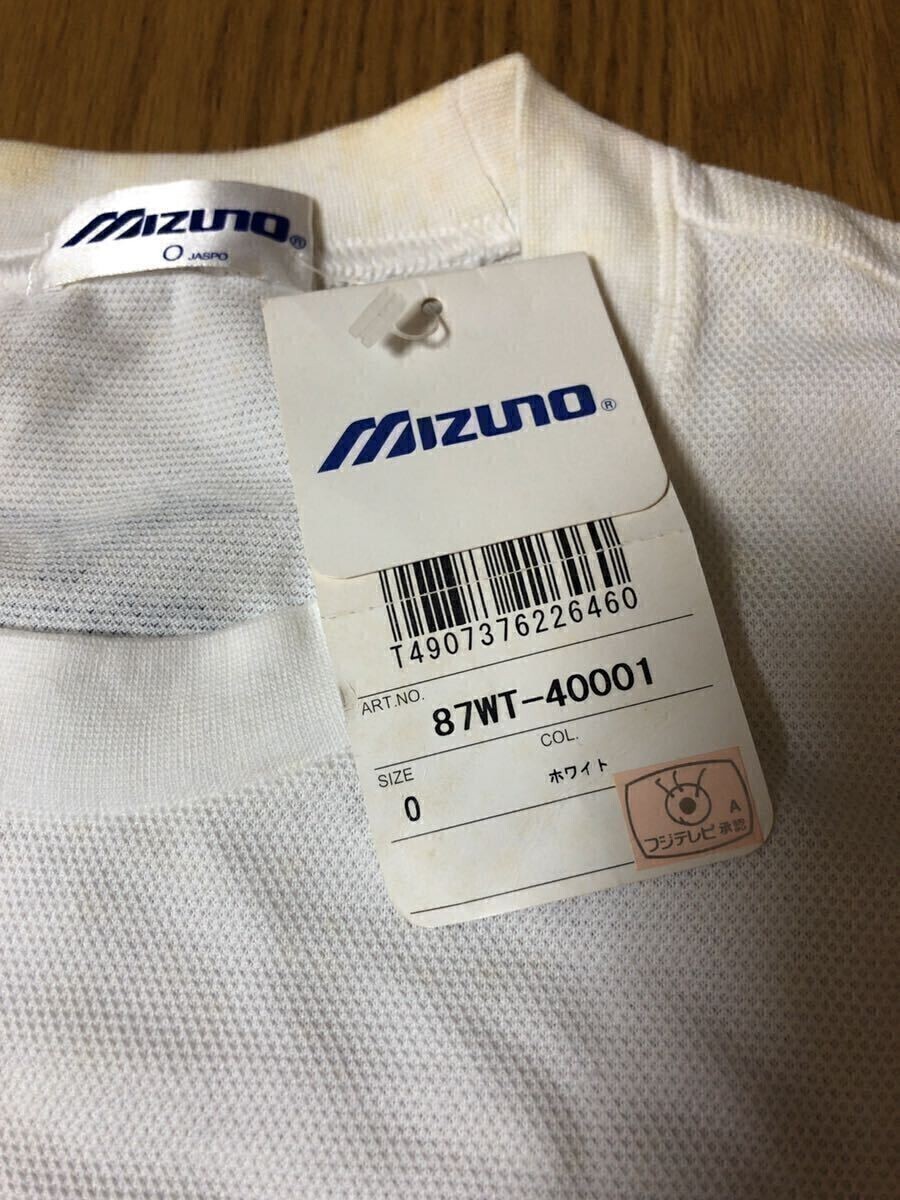 MIZUNO®
O JASPO
MIZUNO®
T4907376226460
ART.NO. 87WT-40001
SIZE COL.
O ホワイト
A
フジテレビ承認